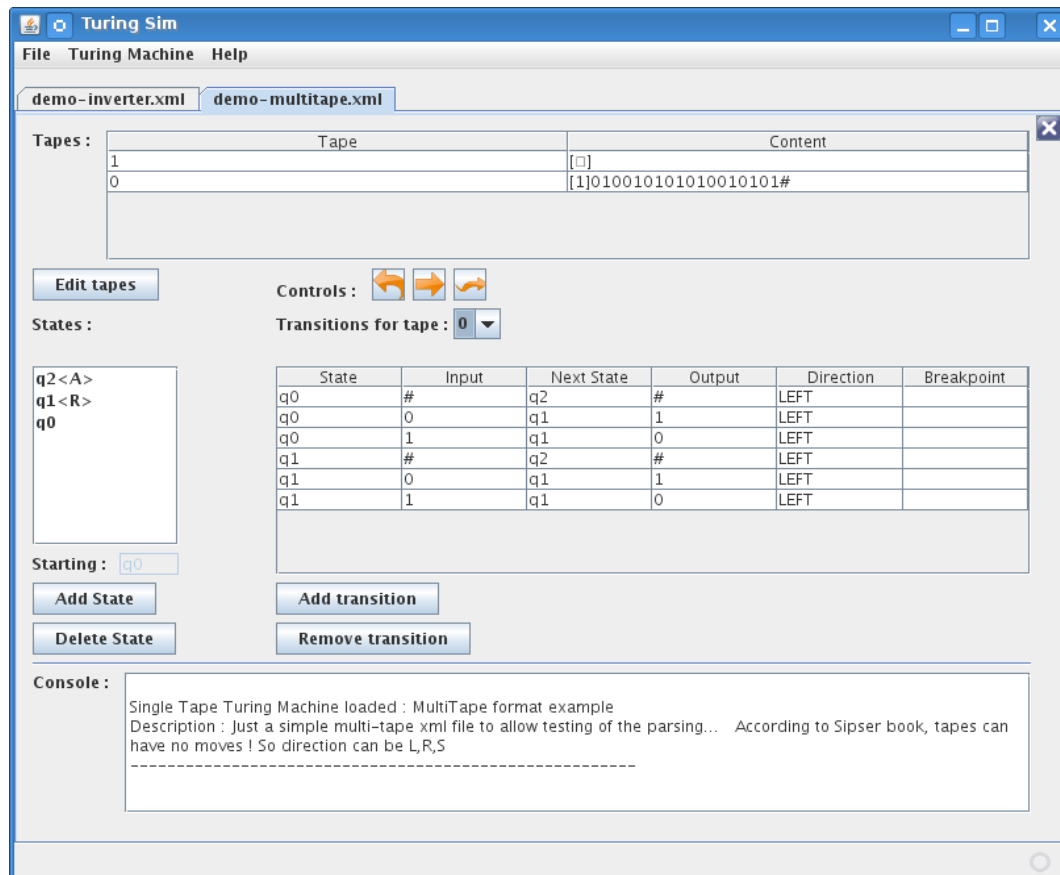 Turing Sim
File Turing Machine Help
demo-inverter.xml demo-multitape.xml
Tapes : Tape Content
1 [□]
0 [1]010010101010010101#
Edit tapes Controls :
States : Transitions for tape : 0
q2<A>
q1<R>
q0
State Input Next State Output Direction Breakpoint
q0 # q2 # LEFT
q0 0 q1 1 LEFT
q0 1 q1 0 LEFT
q1 # q2 # LEFT
q1 0 q1 1 LEFT
q1 1 q1 0 LEFT
Starting : q0
Add State Add transition
Delete State Remove transition
Console :
Single Tape Turing Machine loaded : MultiTape format example
Description : Just a simple multi-tape xml file to allow testing of the parsing... According to Sipser book, tapes can
have no moves ! So direction can be L,R,S
-------------------------------------------------------